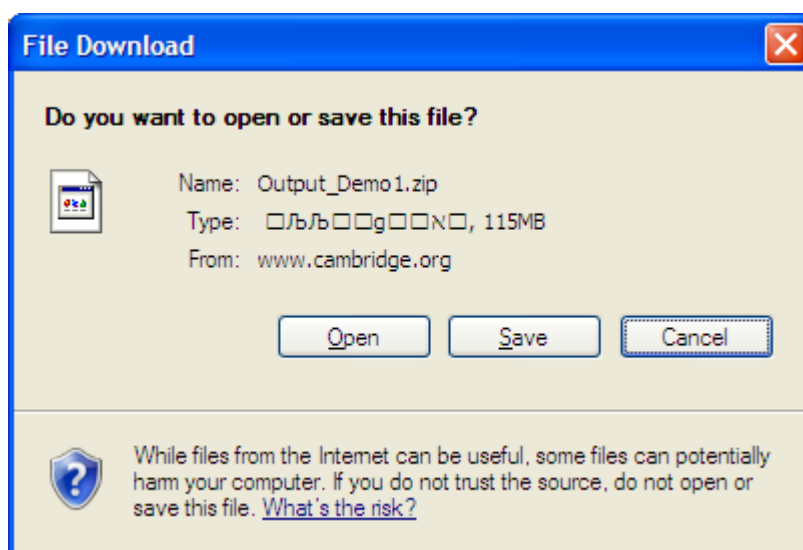 File Download
Do you want to open or save this file?
Name: Output_Demo1.zip
Type: □ЉЉ□□g□□א□, 115MB
From: www.cambridge.org
Open Save Cancel
While files from the Internet can be useful, some files can potentially
harm your computer. If you do not trust the source, do not open or
save this file. What's the risk?